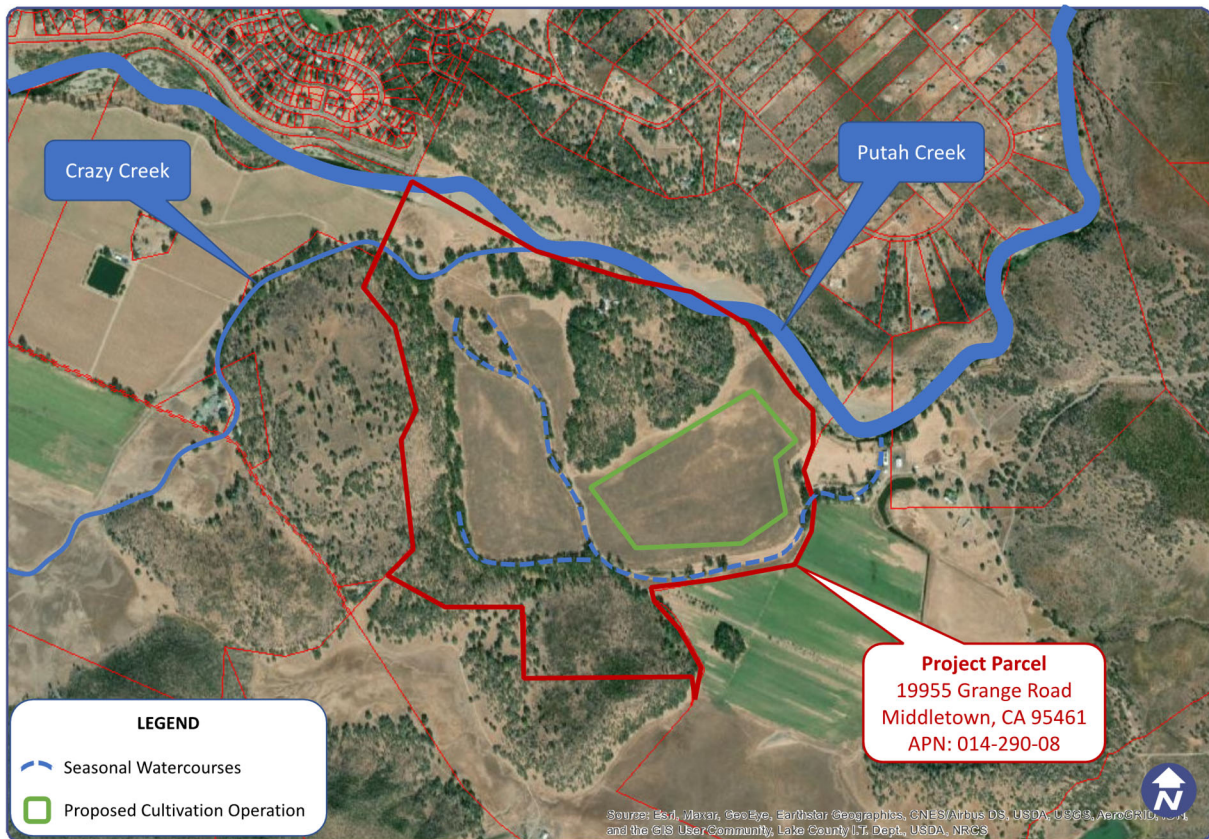 Crazy Creek
Putah Creek
Project Parcel
19955 Grange Road
Middletown, CA 95461
APN: 014-290-08
LEGEND
Seasonal Watercourses
Proposed Cultivation Operation
N
Source: Esri, Maxar, GeoEye, Earthstar Geographics, CNES/Airbus DS, USDA, USGS, AeroGRID, IGN,
and the GIS User Community, Lake County I.T. Dept., USDA, NRCS